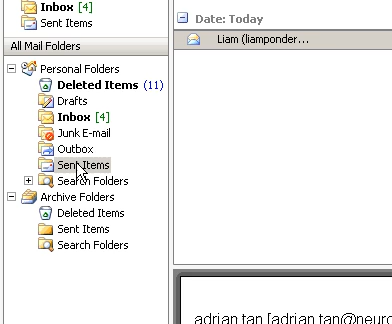 Inbox [4]
Sent Items
All Mail Folders
Personal Folders
Deleted Items (11)
Drafts
Inbox [4]
Junk E-mail
Outbox
Sent Items
Search Folders
Archive Folders
Deleted Items
Sent Items
Search Folders
Date: Today
Liam (liamponder...
adrian tan [adrian.tan@neuro